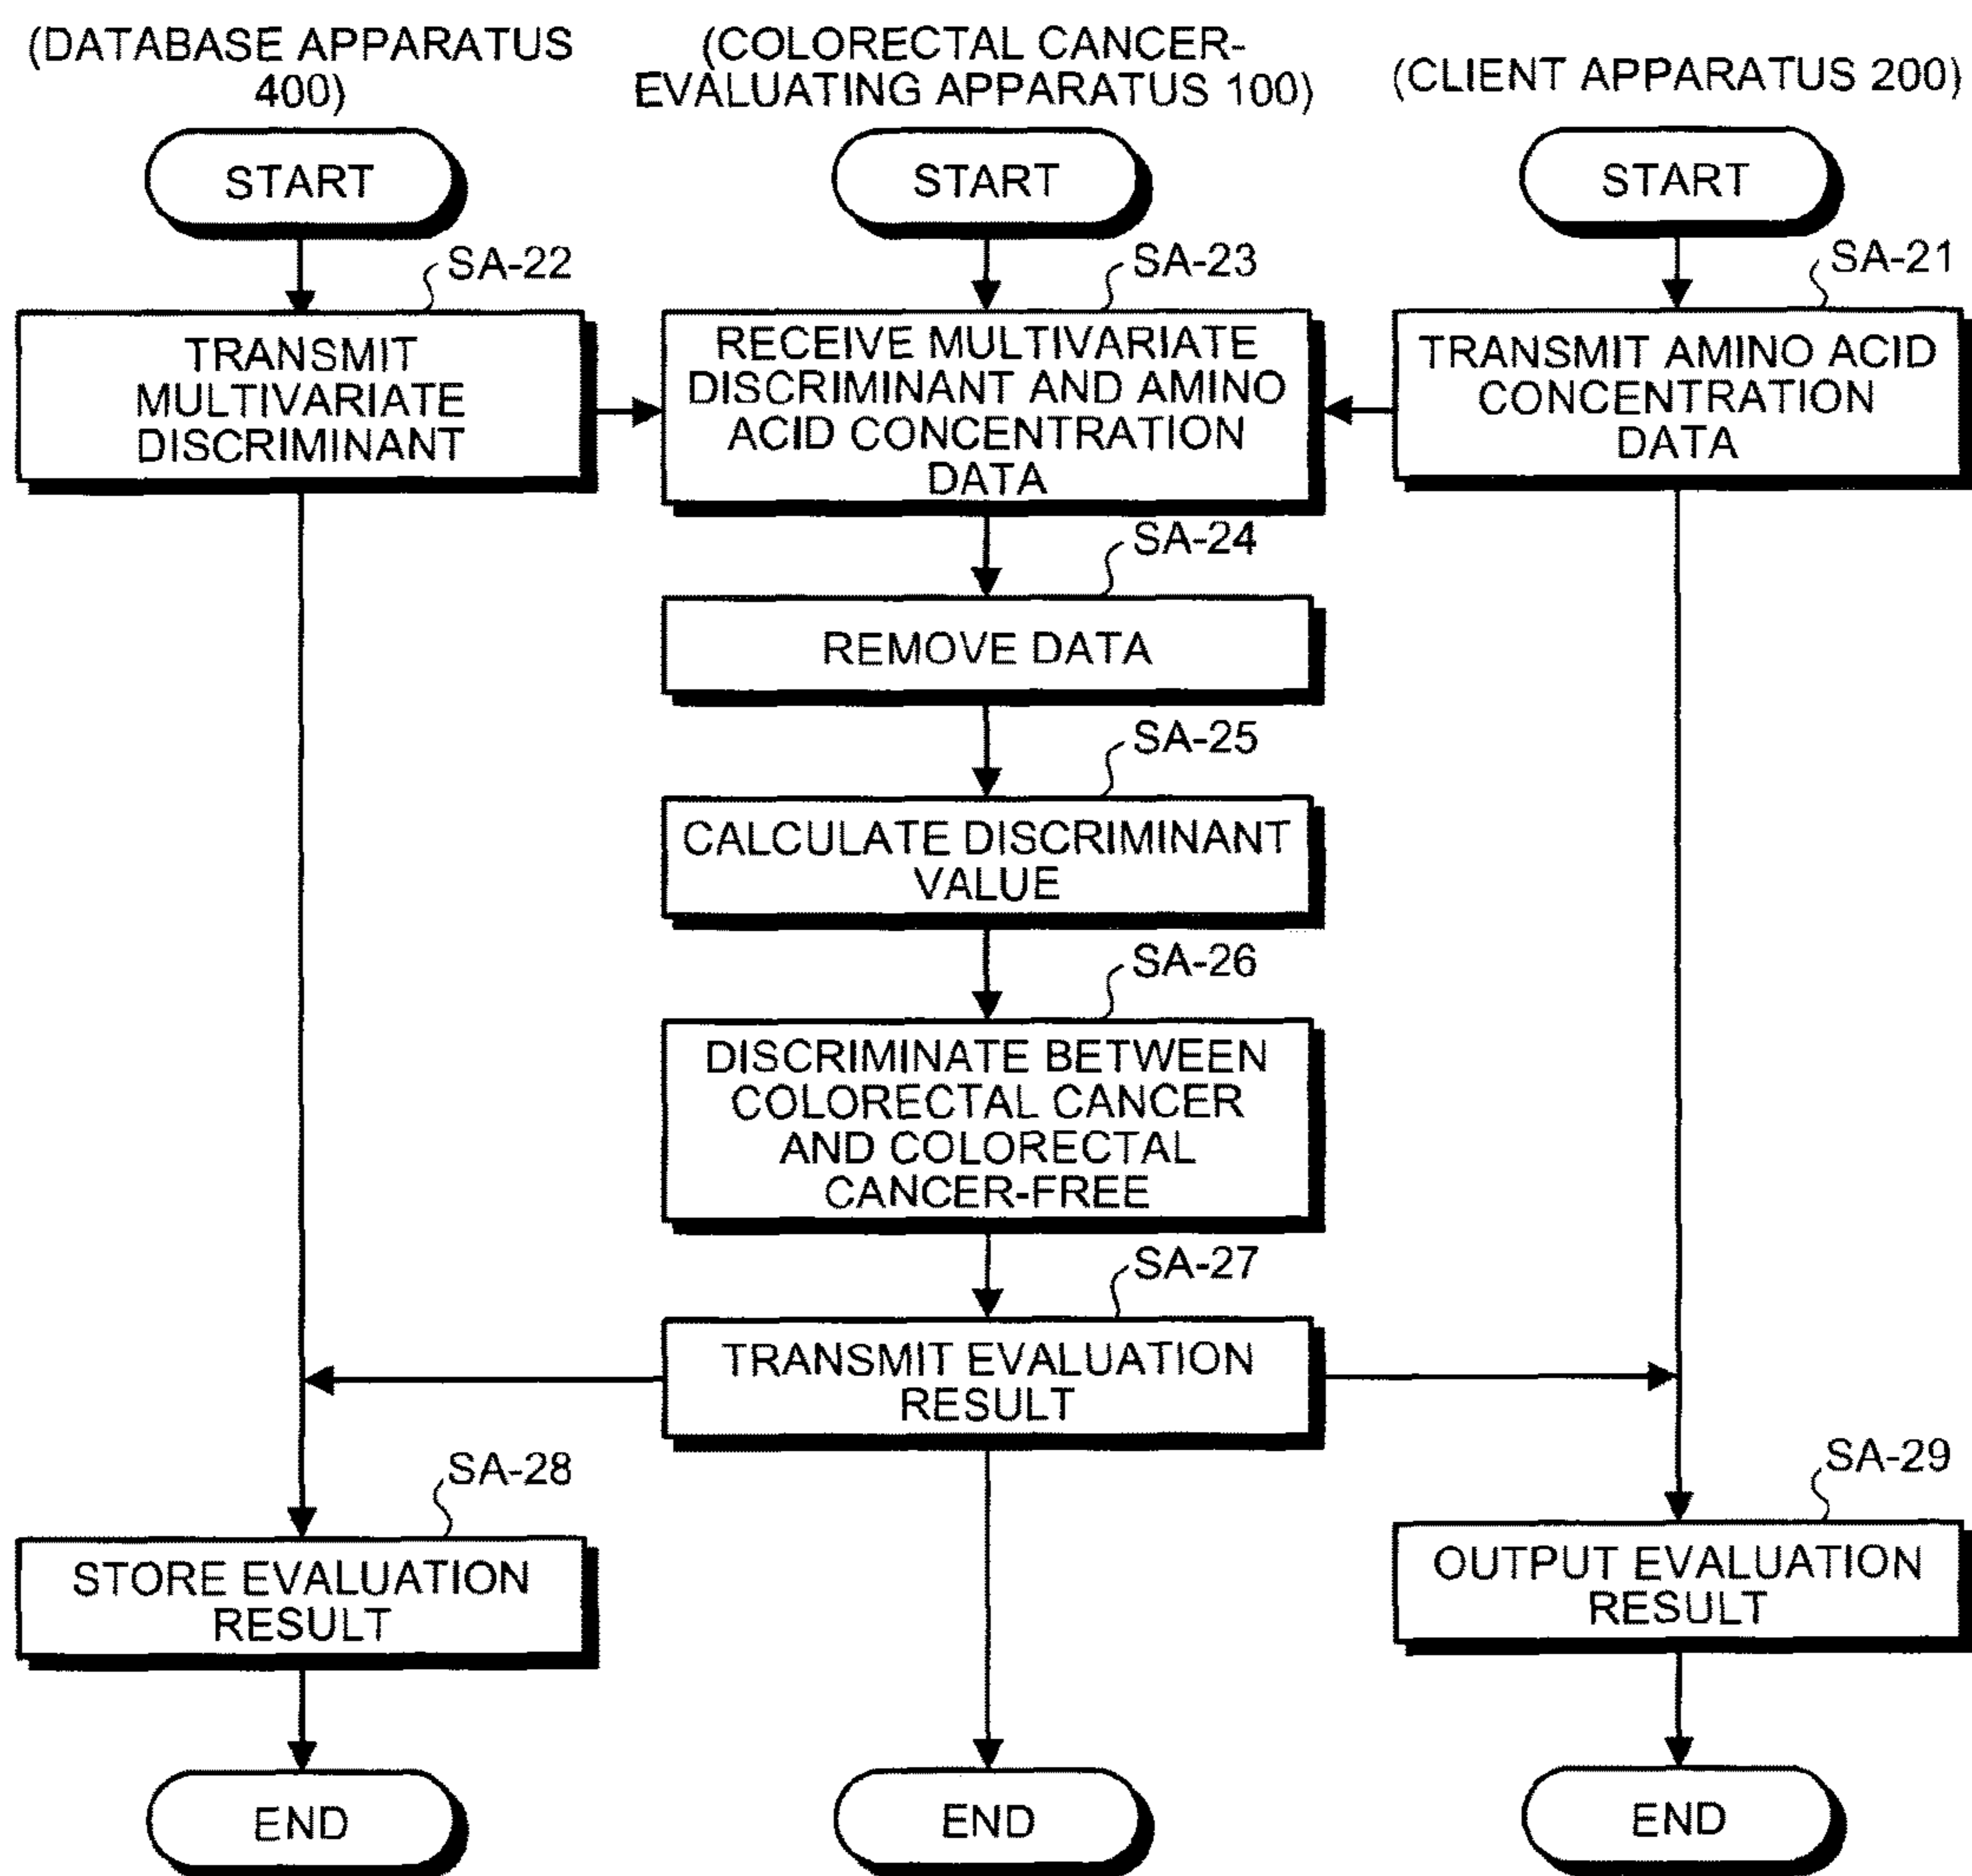 (DATABASE APPARATUS
400)
(COLORECTAL CANCER-
EVALUATING APPARATUS 100)
(CLIENT APPARATUS 200)
START
START
START
SA-22
SA-23
SA-21
TRANSMIT
MULTIVARIATE
DISCRIMINANT
RECEIVE MULTIVARIATE
DISCRIMINANT AND AMINO
ACID CONCENTRATION
DATA
TRANSMIT AMINO ACID
CONCENTRATION
DATA
SA-24
REMOVE DATA
SA-25
CALCULATE DISCRIMINANT
VALUE
SA-26
DISCRIMINATE BETWEEN
COLORECTAL CANCER
AND COLORECTAL
CANCER-FREE
SA-27
TRANSMIT EVALUATION
RESULT
SA-28
SA-29
STORE EVALUATION
RESULT
OUTPUT EVALUATION
RESULT
END
END
END